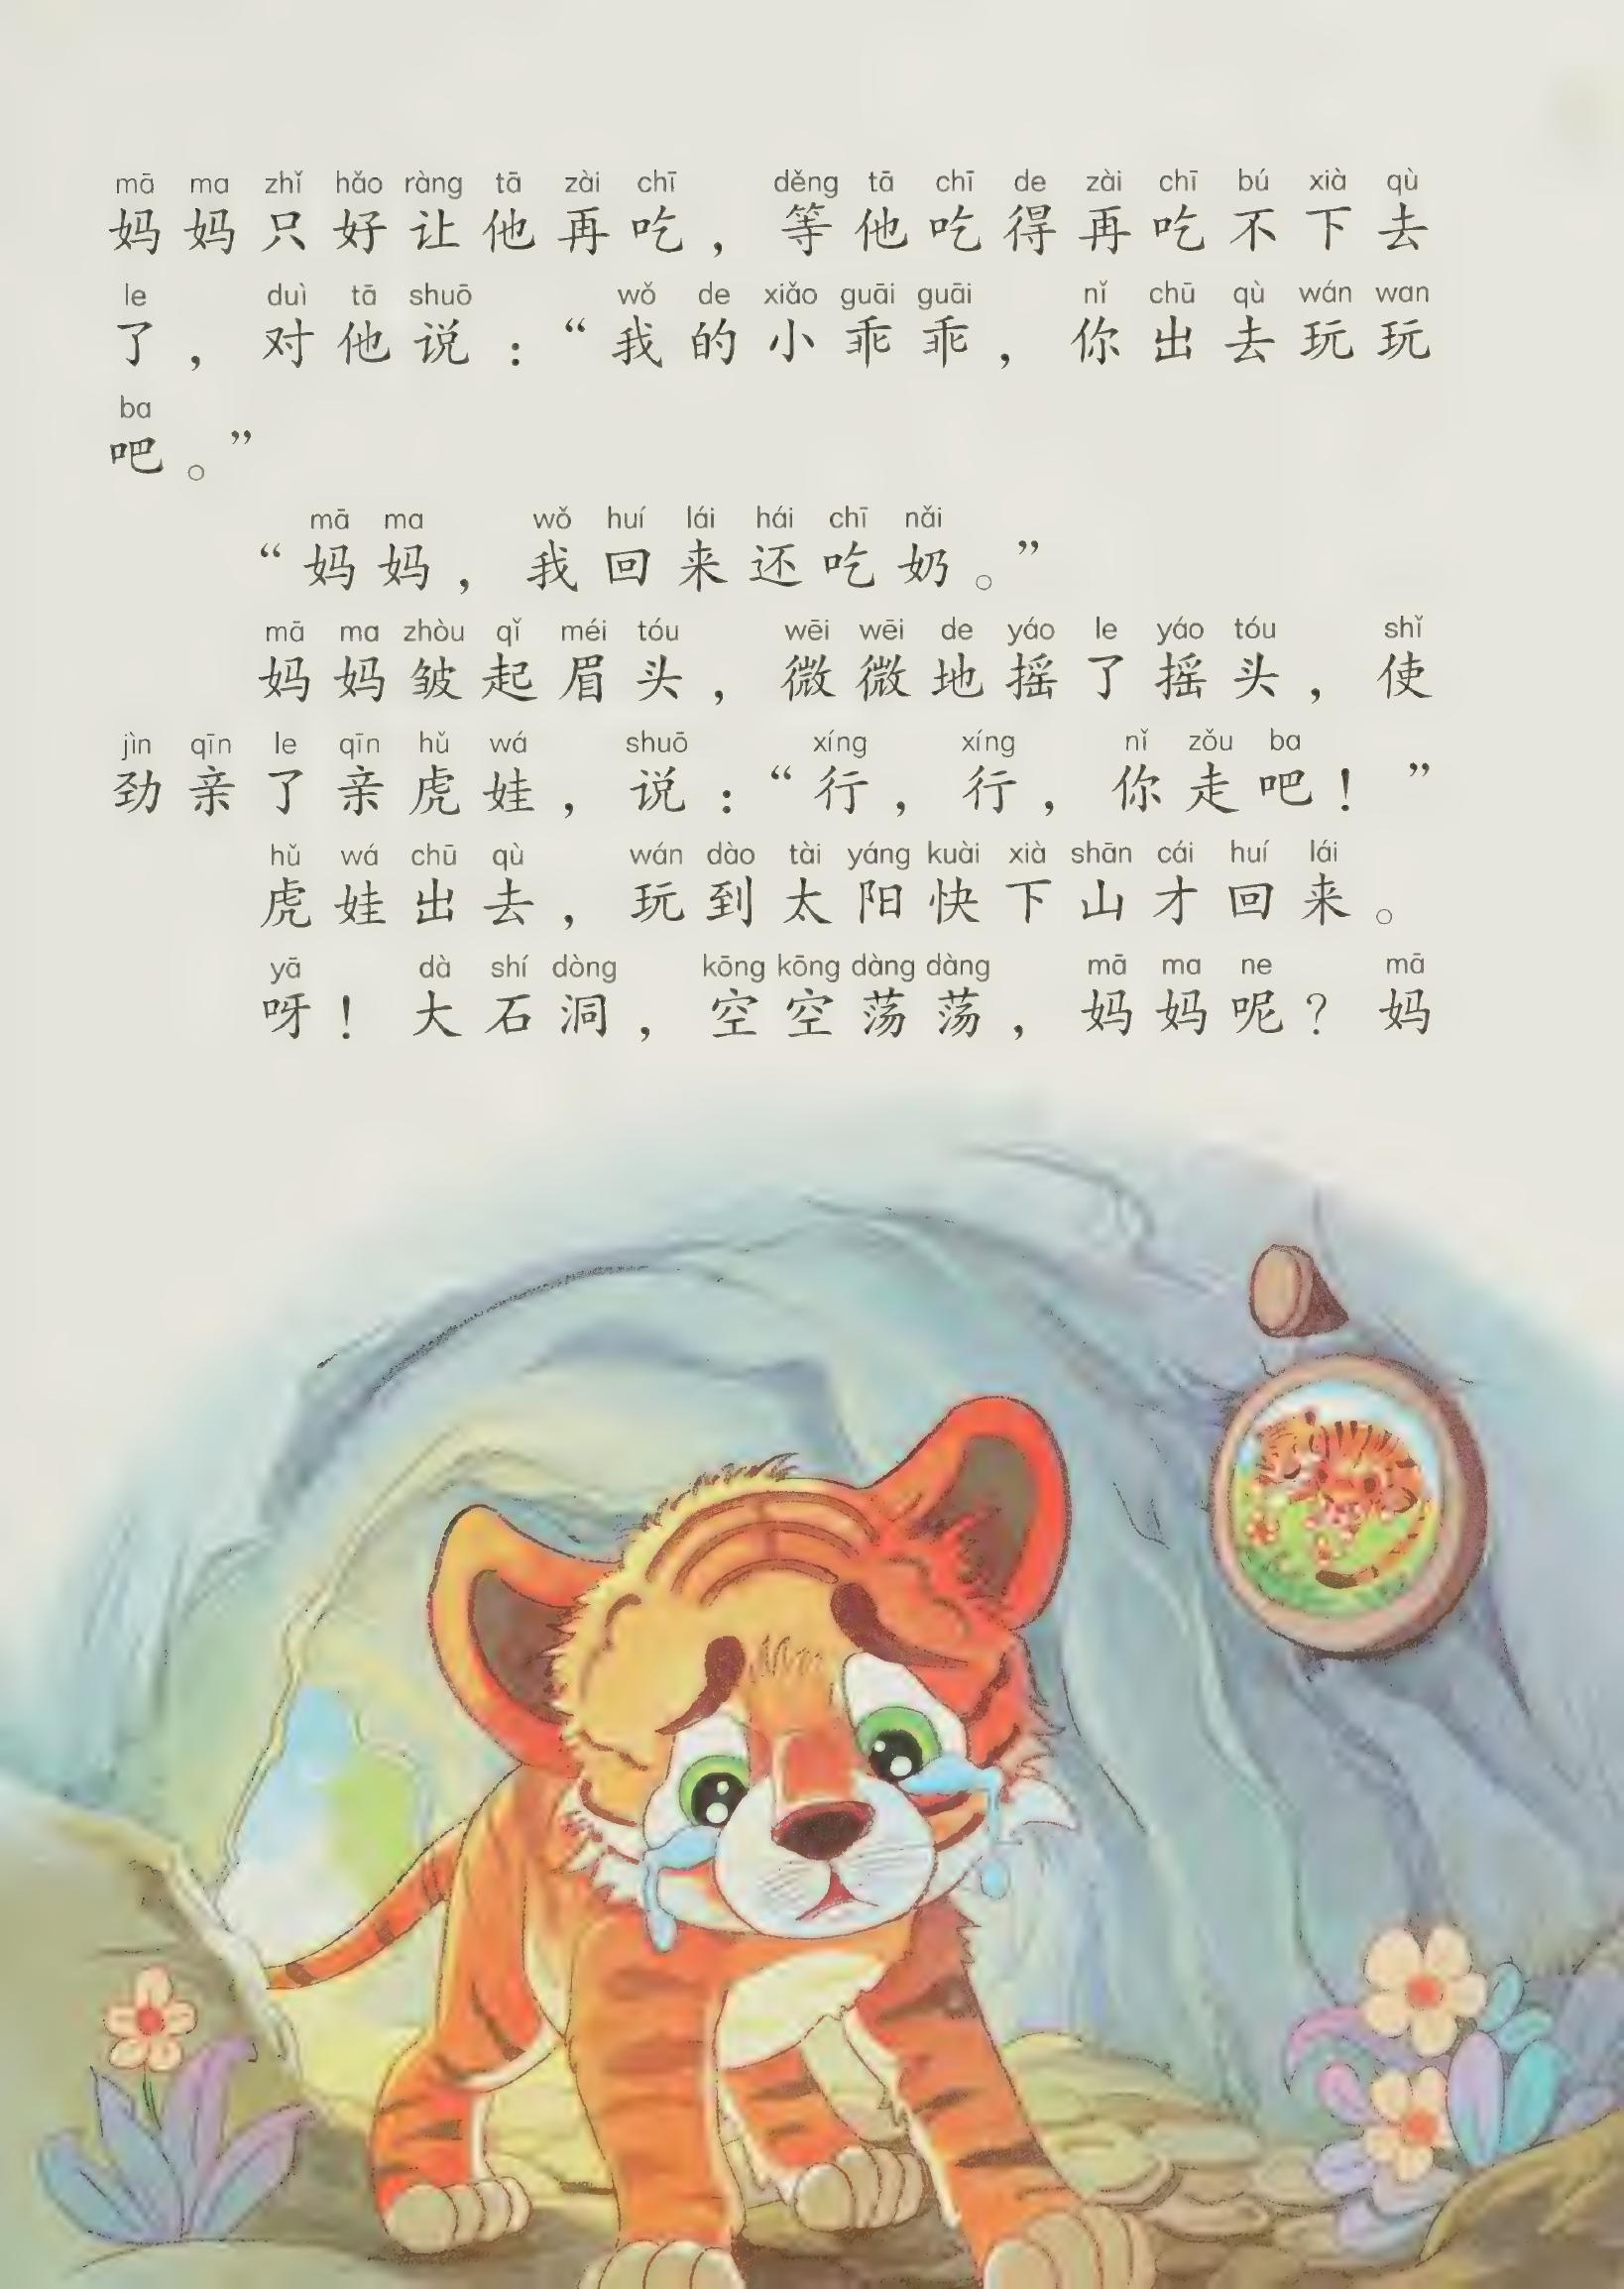 mā ma zhǐ hǎo ràng tā zài chī děng tā chī de zài chī bú xià qù
妈妈只好让他再吃，等他吃得再吃不下去
le duì tā shuō wǒ de xiǎo guāi guāi nǐ chū qù wán wan
了，对他说：“我的小乖乖，你出去玩玩
ba
吧。”
mā ma wǒ huí lái hái chī nǎi
“妈妈，我回来还吃奶。”
mā ma zhòu qǐ méi tóu wēi wēi de yáo le yáo tóu shǐ
妈妈皱起眉头，微微地摇了摇头，使
jìn qīn le qīn hǔ wá shuō xíng xíng nǐ zǒu ba
劲亲了亲虎娃，说：“行，行，你走吧！”
hǔ wá chū qù wán dào tài yáng kuài xià shān cái huí lái
虎娃出去，玩到太阳快下山才回来。
yā dà shí dòng kōng kōng dàng dàng mā ma ne mā
呀！大石洞，空空荡荡，妈妈呢？妈